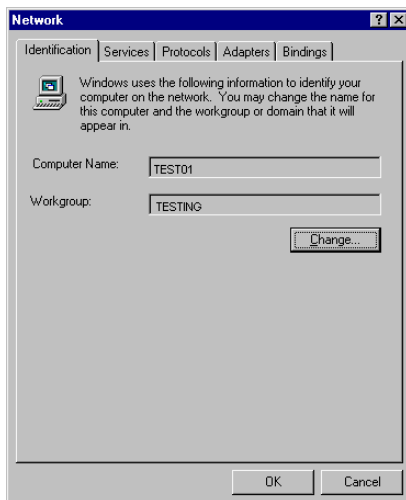 Network
Identification Services Protocols Adapters Bindings
Windows uses the following information to identify your
computer on the network. You may change the name for
this computer and the workgroup or domain that it will
appear in.
Computer Name: TEST01
Workgroup: TESTING
Change...
OK Cancel